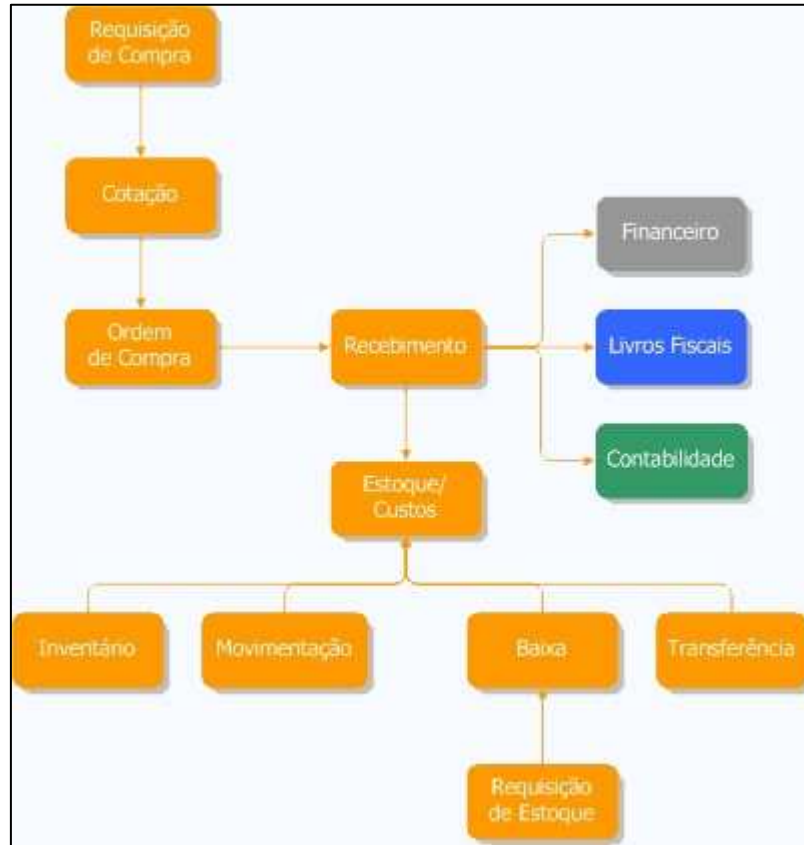 Requisição
de Compra
Cotação
Financeiro
Ordem
de Compra
Recebimento
Livros Fiscais
Contabilidade
Estoque/
Custos
Inventário
Movimentação
Baixa
Transferência
Requisição
de Estoque